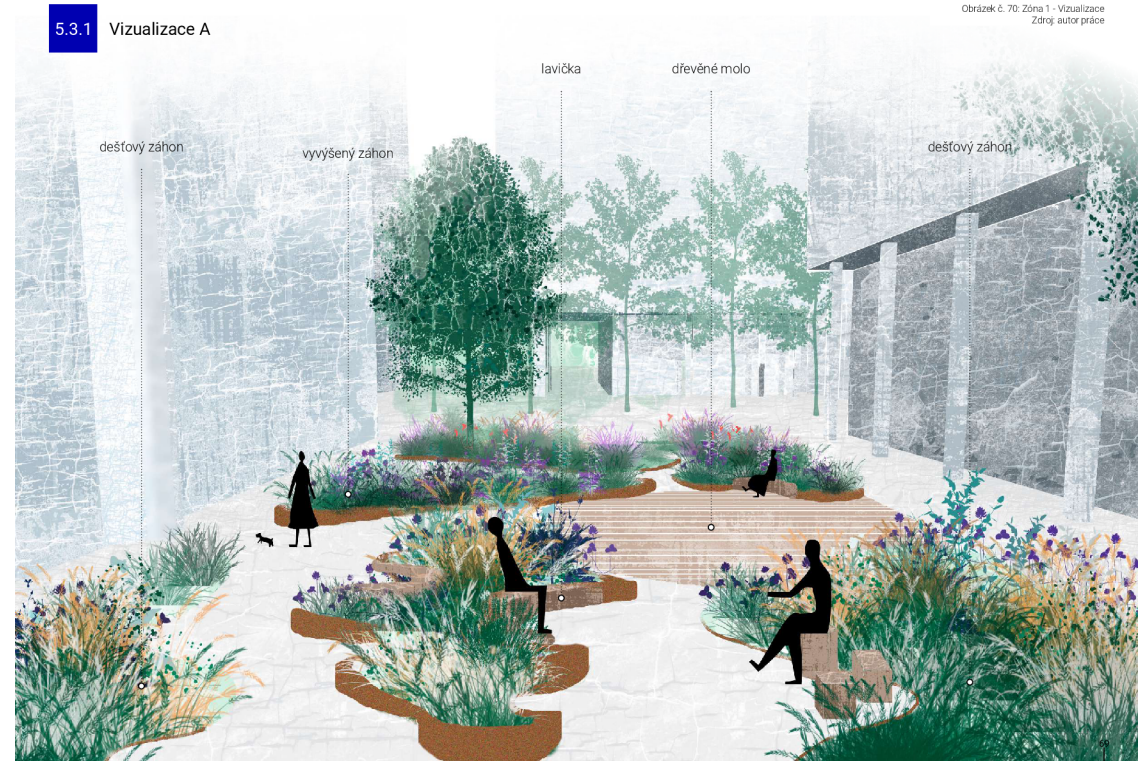 5.3.1 Vizualizace A
Obrázek č. 70: Zóna 1 - Vizualizace
Zdroj: autor práce
lavička
dřevěné molo
dešťový záhon
vyvýšený záhon
dešťový záhon